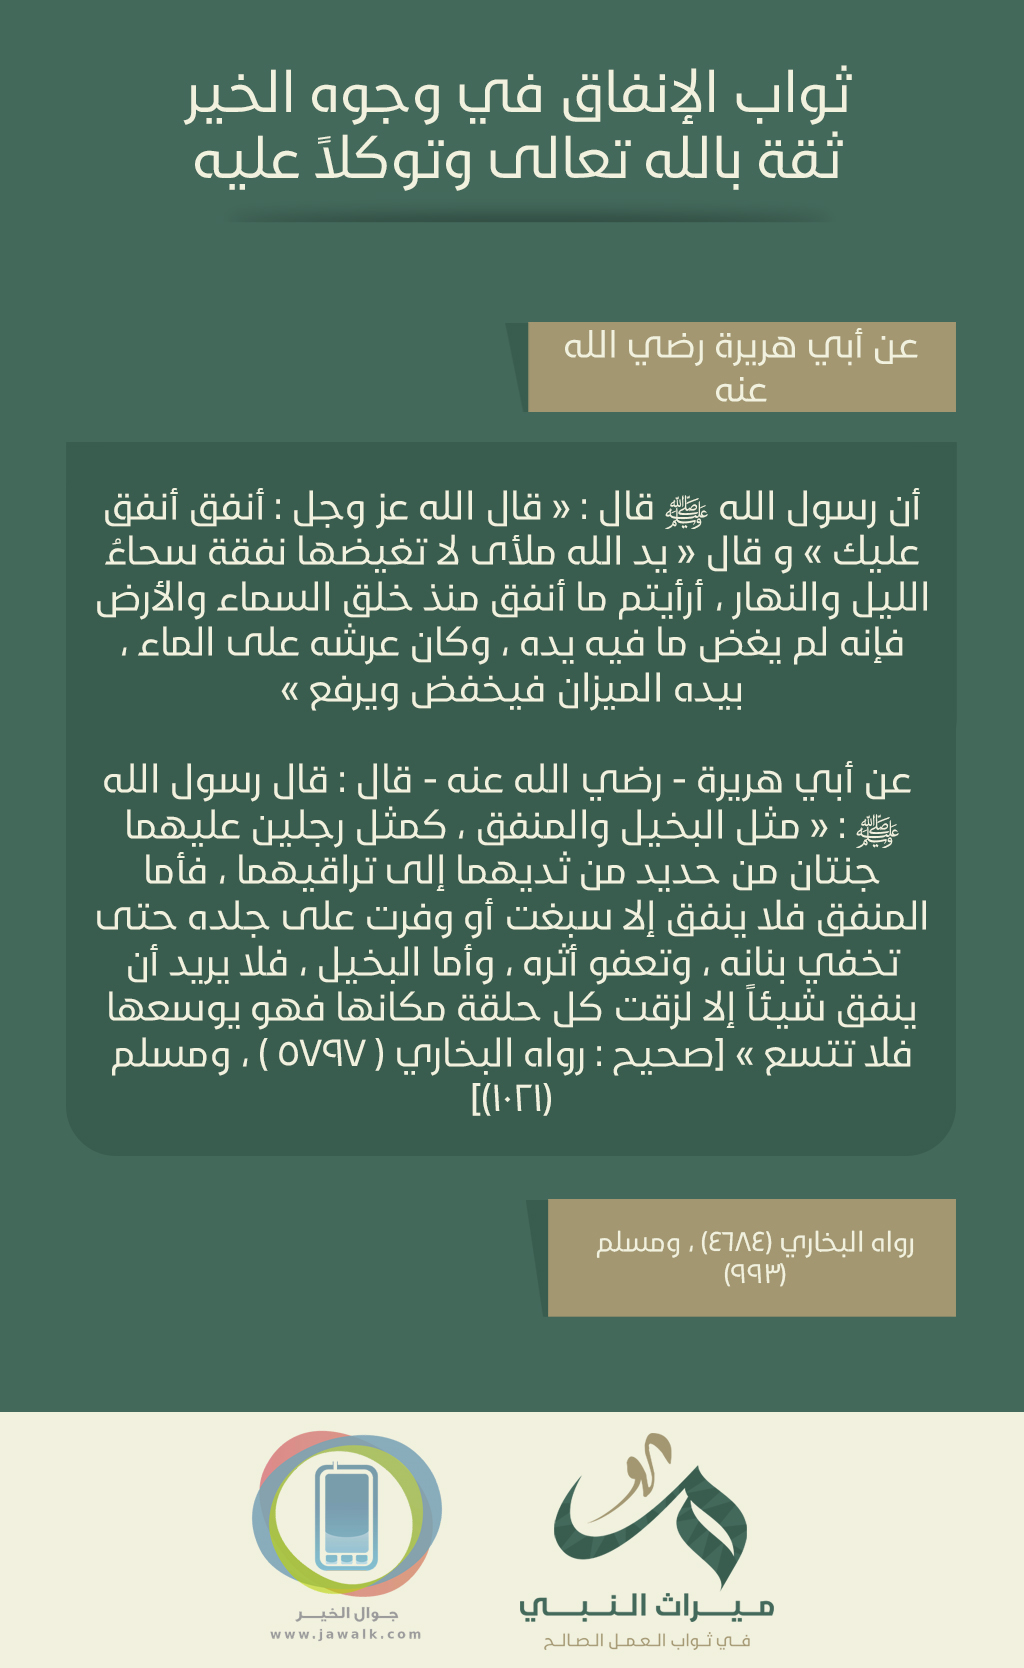 ثواب الإنفاق في وجوه الخير
ثقة بالله تعالى وتوكلاً عليه
عن أبي هريرة رضي الله
عنه
أن رسول الله ﷺ قال : « قال الله عز وجل : أنفق أنفق
عليك » و قال « يد الله ملأى لا تغيضها نفقة سحاءُ
الليل والنهار ، أرأيتم ما أنفق منذ خلق السماء والأرض
فإنه لم يغض ما فيه يده ، وكان عرشه على الماء ،
بيده الميزان فيخفض ويرفع »
عن أبي هريرة - رضي الله عنه - قال : قال رسول الله
ﷺ : « مثل البخيل والمنفق ، كمثل رجلين عليهما
جنتان من حديد من ثديهما إلى تراقيهما ، فأما
المنفق فلا ينفق إلا سبغت أو وفرت على جلده حتى
تخفي بنانه ، وتعفو أثره ، وأما البخيل ، فلا يريد أن
ينفق شيئاً إلا لزقت كل حلقة مكانها فهو يوسعها
فلا تتسع » [صحيح : رواه البخاري ( ٥٧٩٧ ) ، ومسلم
(١٠٢١)]
رواه البخاري (٤٦٨٤) ، ومسلم
(٩٩٣)
ميراث النبي
في ثواب العمل الصالح
جوال الخير
www.jawalk.com